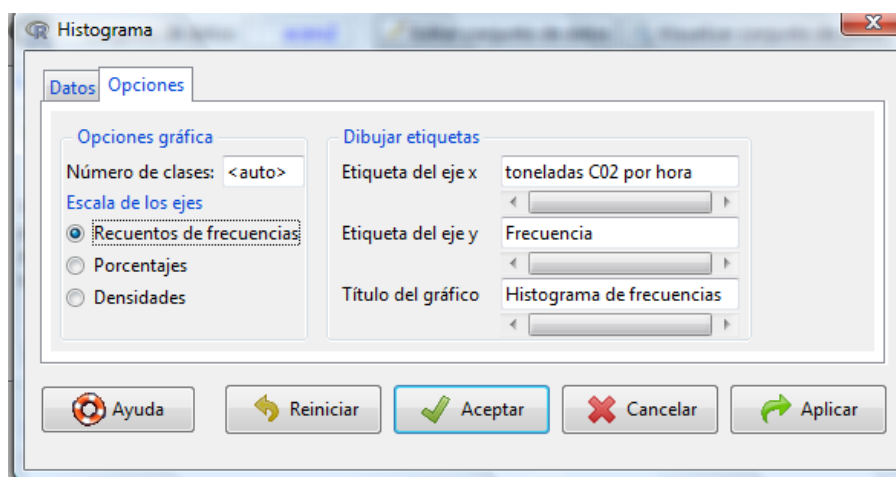 Histograma
Datos Opciones
Opciones gráfica
Número de clases: <auto>
Escala de los ejes
Recuentos de frecuencias
Porcentajes
Densidades
Dibujar etiquetas
Etiqueta del eje x toneladas C02 por hora
Etiqueta del eje y Frecuencia
Título del gráfico Histograma de frecuencias
Ayuda Reiniciar Aceptar Cancelar Aplicar